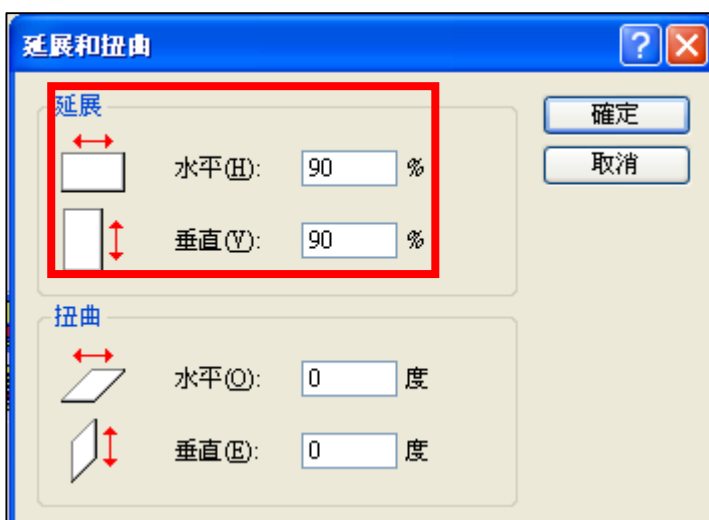 延展和扭曲
延展
水平(H): 90 %
垂直(V): 90 %
扭曲
水平(O): 0 度
垂直(E): 0 度
確定
取消